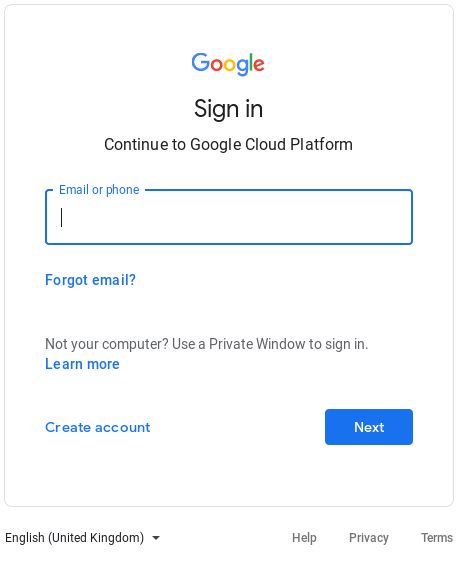 Google
Sign in
Continue to Google Cloud Platform
Email or phone
Forgot email?
Not your computer? Use a Private Window to sign in.
Learn more
Create account
Next
English (United Kingdom)
Help
Privacy
Terms